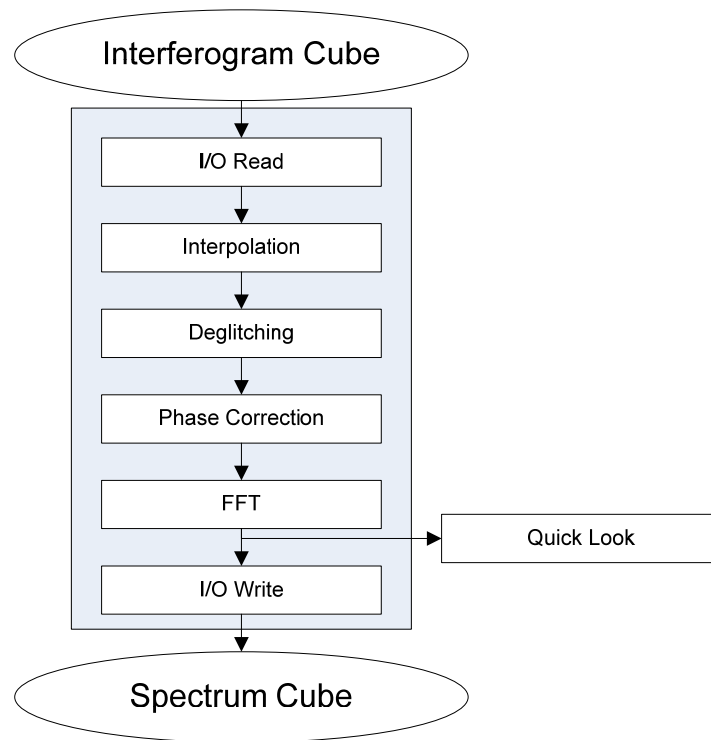 Interferogram Cube
I/O Read
Interpolation
Deglitching
Phase Correction
FFT
Quick Look
I/O Write
Spectrum Cube